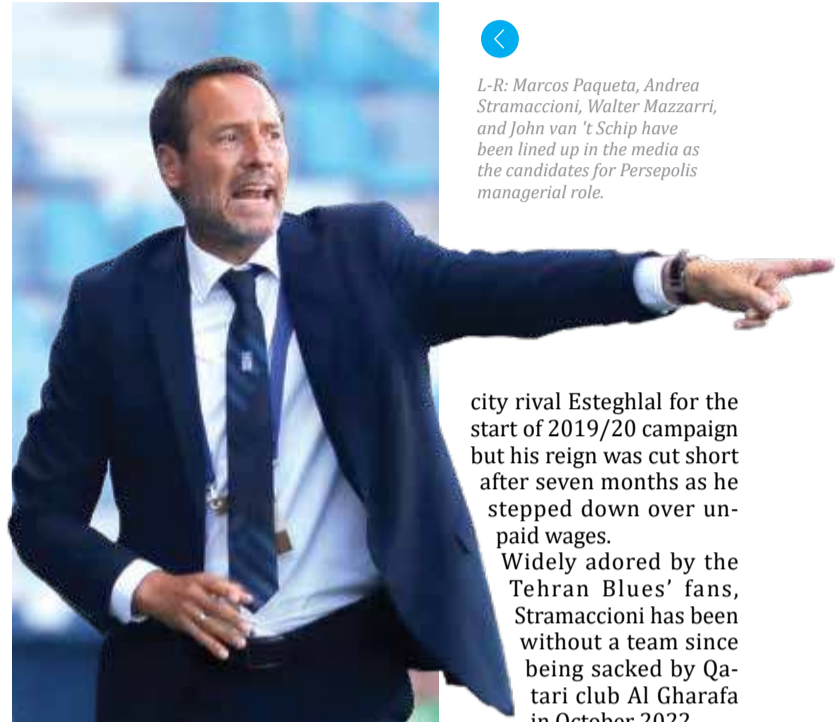 L-R: Marcos Paqueta, Andrea
Stramaccioni, Walter Mazzarri,
and John van 't Schip have
been lined up in the media as
the candidates for Persepolis
managerial role.
city rival Esteghlal for the
start of 2019/20 campaign
but his reign was cut short
after seven months as he
stepped down over un-
paid wages.
Widely adored by the
Tehran Blues’ fans,
Stramaccioni has been
without a team since
being sacked by Qa-
tari club Al Gharafa
in October 2022